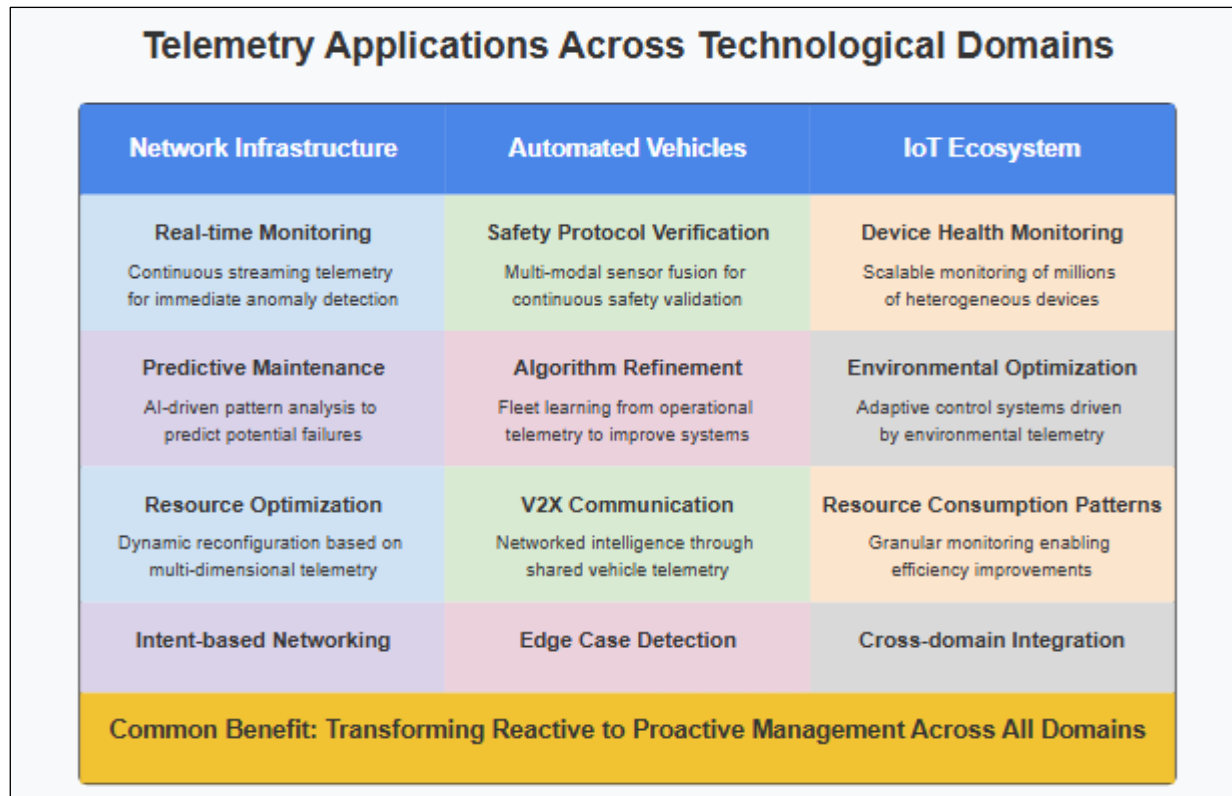 Telemetry Applications Across Technological Domains
Network Infrastructure
Automated Vehicles
IoT Ecosystem
Real-time Monitoring
Continuous streaming telemetry
for immediate anomaly detection
Safety Protocol Verification
Multi-modal sensor fusion for
continuous safety validation
Device Health Monitoring
Scalable monitoring of millions
of heterogeneous devices
Predictive Maintenance
AI-driven pattern analysis to
predict potential failures
Algorithm Refinement
Fleet learning from operational
telemetry to improve systems
Environmental Optimization
Adaptive control systems driven
by environmental telemetry
Resource Optimization
Dynamic reconfiguration based on
multi-dimensional telemetry
V2X Communication
Networked intelligence through
shared vehicle telemetry
Resource Consumption Patterns
Granular monitoring enabling
efficiency improvements
Intent-based Networking
Edge Case Detection
Cross-domain Integration
Common Benefit: Transforming Reactive to Proactive Management Across All Domains